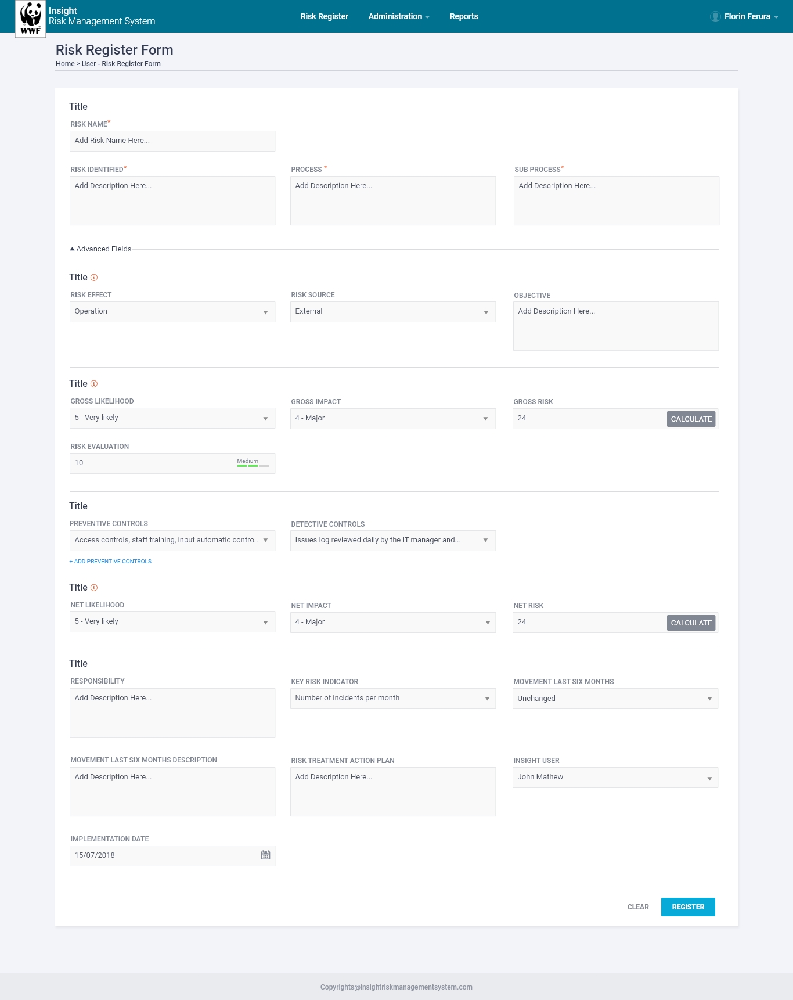 Insight
Risk Management System
WWF
Risk Register
Administration
Reports
Florin Ferura
Risk Register Form
Home > User - Risk Register Form
Title
RISK NAME*
Add Risk Name Here...
RISK IDENTIFIED*
PROCESS *
SUB PROCESS*
Add Description Here...
Add Description Here...
Add Description Here...
Advanced Fields
Title
RISK EFFECT
RISK SOURCE
OBJECTIVE
Operation
External
Add Description Here...
Title
GROSS LIKELIHOOD
GROSS IMPACT
GROSS RISK
5 - Very likely
4 - Major
24
CALCULATE
RISK EVALUATION
10
Medium
Title
PREVENTIVE CONTROLS
DETECTIVE CONTROLS
Access controls, staff training, input automatic contro..
Issues log reviewed daily by the IT manager and...
+ ADD PREVENTIVE CONTROLS
Title
NET LIKELIHOOD
NET IMPACT
NET RISK
5 - Very likely
4 - Major
24
CALCULATE
Title
RESPONSIBILITY
KEY RISK INDICATOR
MOVEMENT LAST SIX MONTHS
Add Description Here...
Number of incidents per month
Unchanged
MOVEMENT LAST SIX MONTHS DESCRIPTION
RISK TREATMENT ACTION PLAN
INSIGHT USER
Add Description Here...
Add Description Here...
John Mathew
IMPLEMENTATION DATE
15/07/2018
CLEAR
REGISTER
Copyrights@insightriskmanagementsystem.com